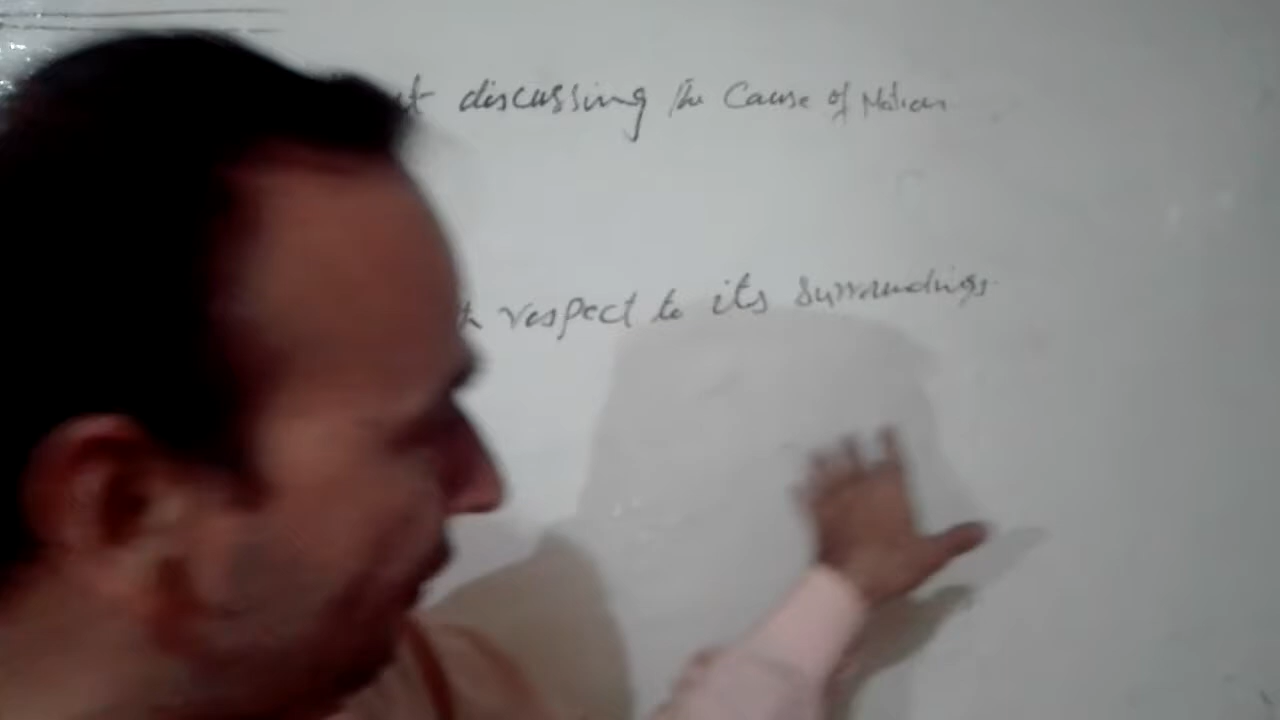 discussing the Cause of Motion
respect to its surroundings.